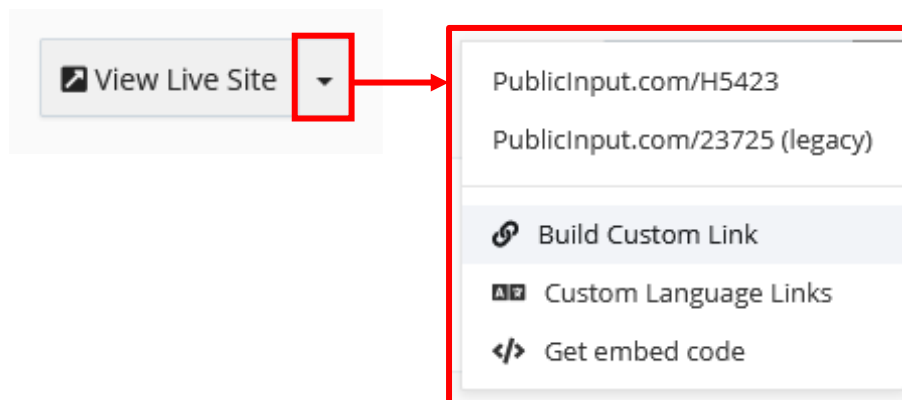 View Live Site
PublicInput.com/H5423
PublicInput.com/23725 (legacy)
Build Custom Link
Custom Language Links
Get embed code